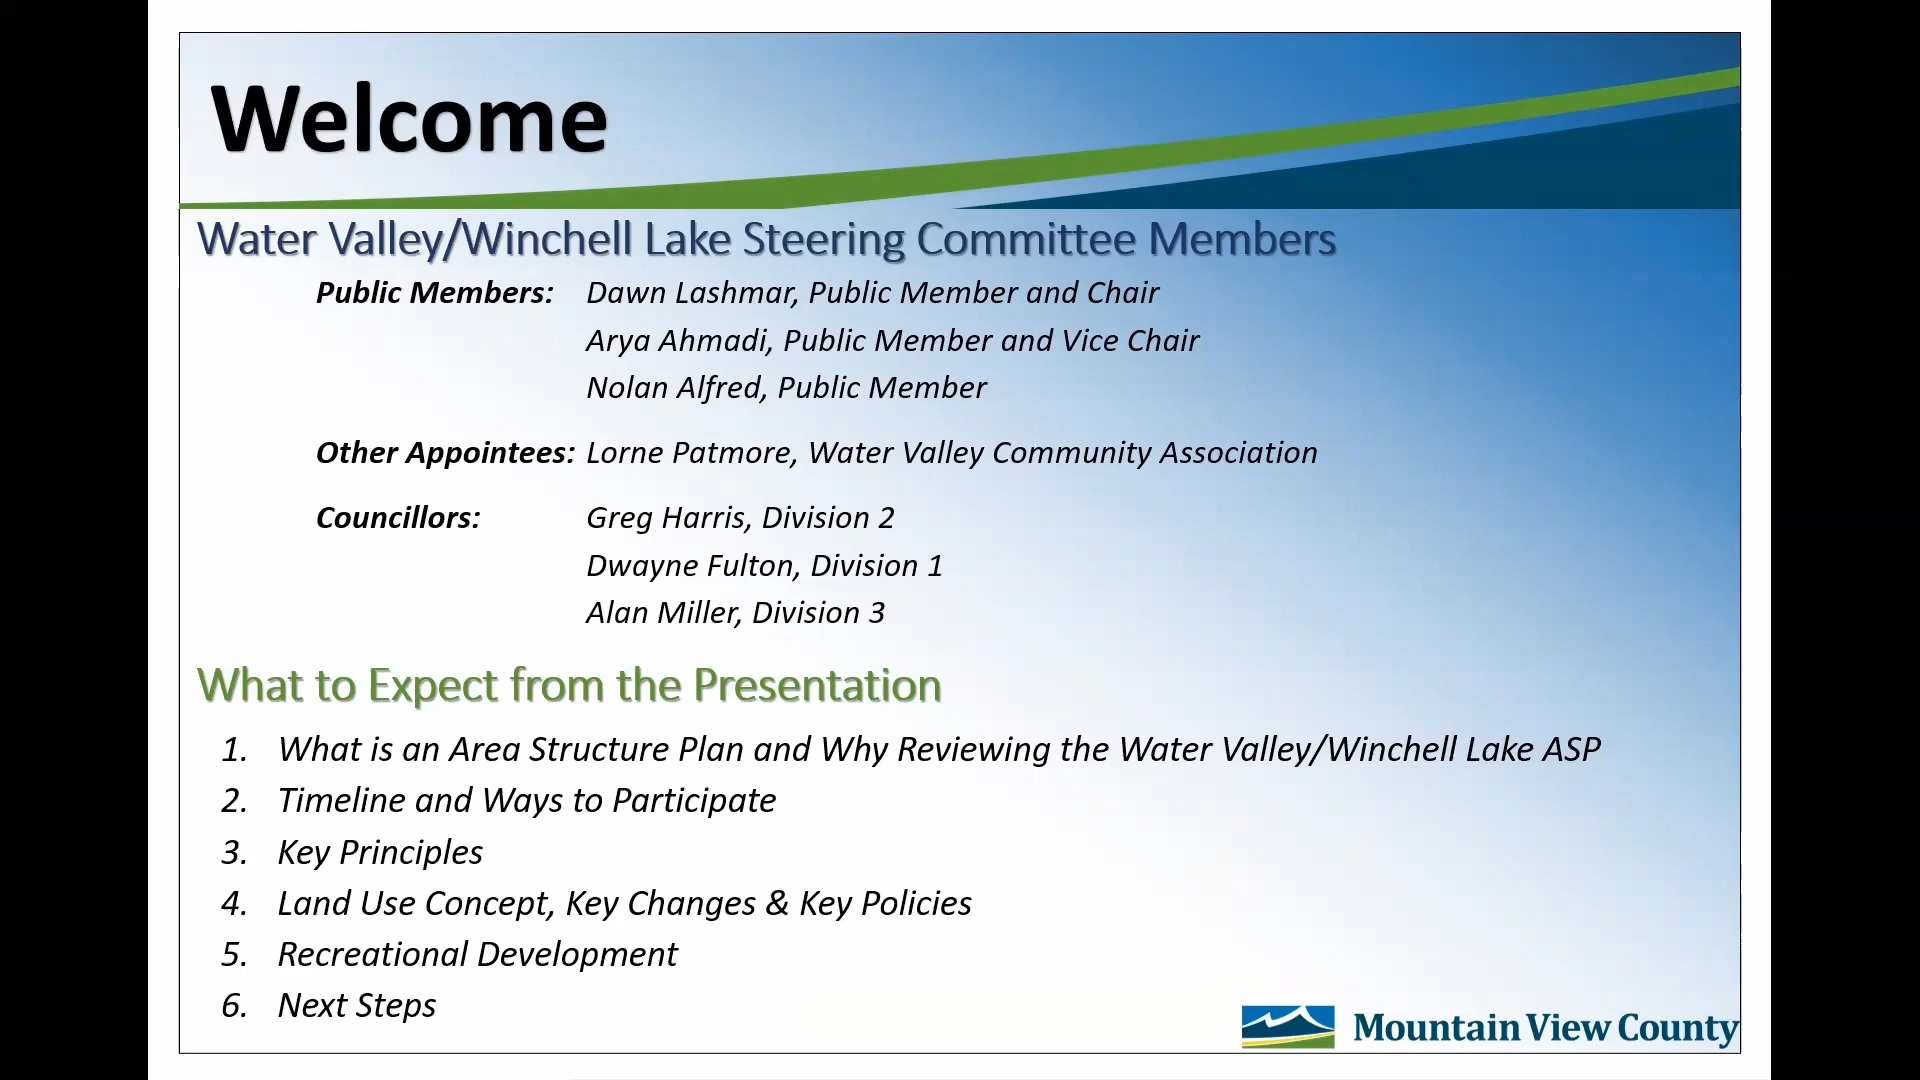 Welcome
Water Valley/Winchell Lake Steering Committee Members
Public Members: Dawn Lashmar, Public Member and Chair
Arya Ahmadi, Public Member and Vice Chair
Nolan Alfred, Public Member
Other Appointees: Lorne Patmore, Water Valley Community Association
Councillors: Greg Harris, Division 2
Dwayne Fulton, Division 1
Alan Miller, Division 3
What to Expect from the Presentation
1. What is an Area Structure Plan and Why Reviewing the Water Valley/Winchell Lake ASP
2. Timeline and Ways to Participate
3. Key Principles
4. Land Use Concept, Key Changes & Key Policies
5. Recreational Development
6. Next Steps
Mountain View County